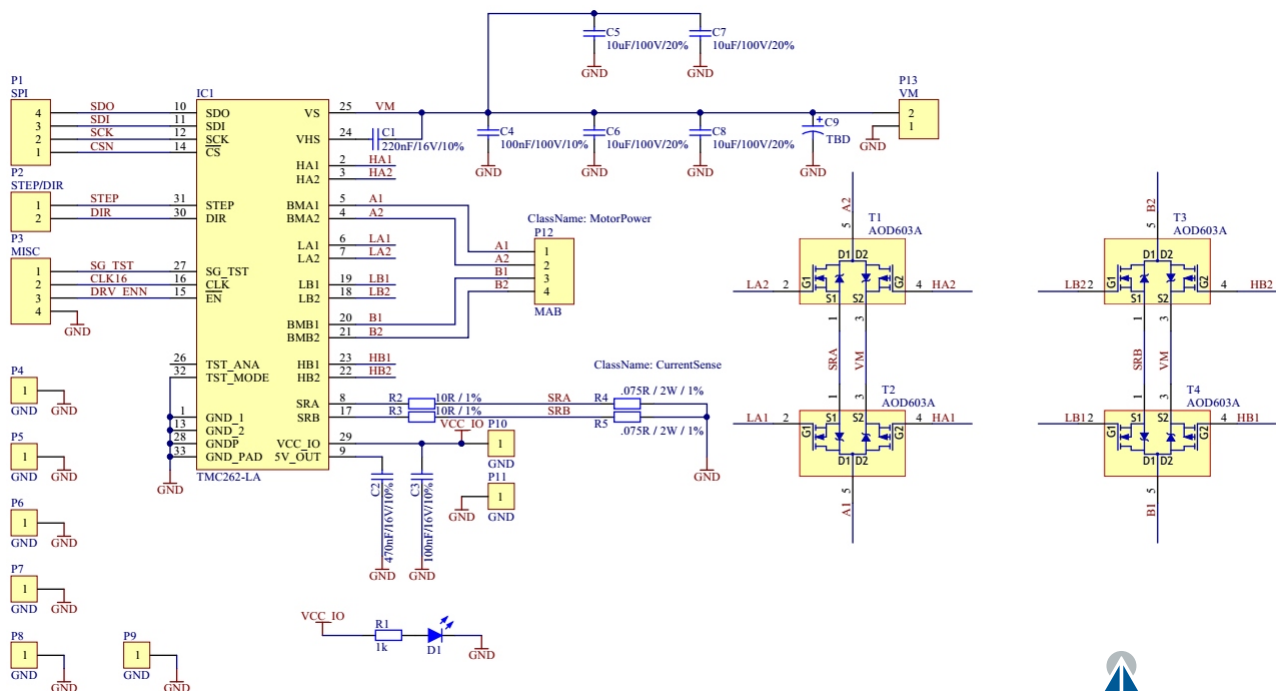 C5
10uF/100V/20%
GND
C7
10uF/100V/20%
GND
P1
SPI
4
3
2
1
SDO
SDI
SCK
CSN
10
11
12
14
IC1
SDO
SDI
SCK
CS
VS
VHS
25
VM
24
C1
220nF/16V/10%
C4
100nF/100V/10%
GND
C6
10uF/100V/20%
GND
C8
10uF/100V/20%
GND
C9
+
TBD
GND
P13
VM
2
1
GND
HA1
HA2
2
3
HA1
HA2
P2
STEP/DIR
1
2
STEP
DIR
31
30
STEP
DIR
BMA1
BMA2
5
4
A1
A2
ClassName: MotorPower
P12
A1
A2
B1
B2
1
2
3
4
MAB
P3
MISC
1
2
3
4
SG_TST
CLK16
DRV_ENN
GND
27
16
15
SG_TST
CLK
EN
LA1
LA2
6
7
LA1
LA2
LB1
LB2
19
18
LB1
LB2
BMB1
BMB2
20
21
B1
B2
26
32
TST_ANA
TST_MODE
HB1
HB2
23
22
HB1
HB2
ClassName: CurrentSense
SRA
SRB
8
17
R2
R3
10R / 1%
10R / 1%
SRA
SRB
R4
R5
.075R / 2W / 1%
.075R / 2W / 1%
GND
1
13
28
33
GND_1
GND_2
GNDP
GND_PAD
GND
VCC_IO
5V_OUT
29
9
VCC_IO
P10
1
GND
P11
1
GND
GND
TMC262-LA
C2
470nF/16V/10%
GND
C3
100nF/16V/10%
GND
P4
1
GND
GND
P5
1
GND
GND
P6
1
GND
GND
P7
1
GND
GND
P8
1
GND
GND
P9
1
GND
GND
VCC_IO
R1
1k
D1
GND
A2
5
T1
AOD603A
D1 D2
G1
G2
S1 S2
LA2
2
4
HA2
1
3
SRA
VM
1
3
T2
AOD603A
S1 S2
G1
G2
D1 D2
LA1
2
4
HA1
5
A1
B2
5
T3
AOD603A
D1 D2
G1
G2
S1 S2
LB2
2
4
HB2
1
3
SRB
VM
1
3
T4
AOD603A
S1 S2
G1
G2
D1 D2
LB1
2
4
HB1
5
B1